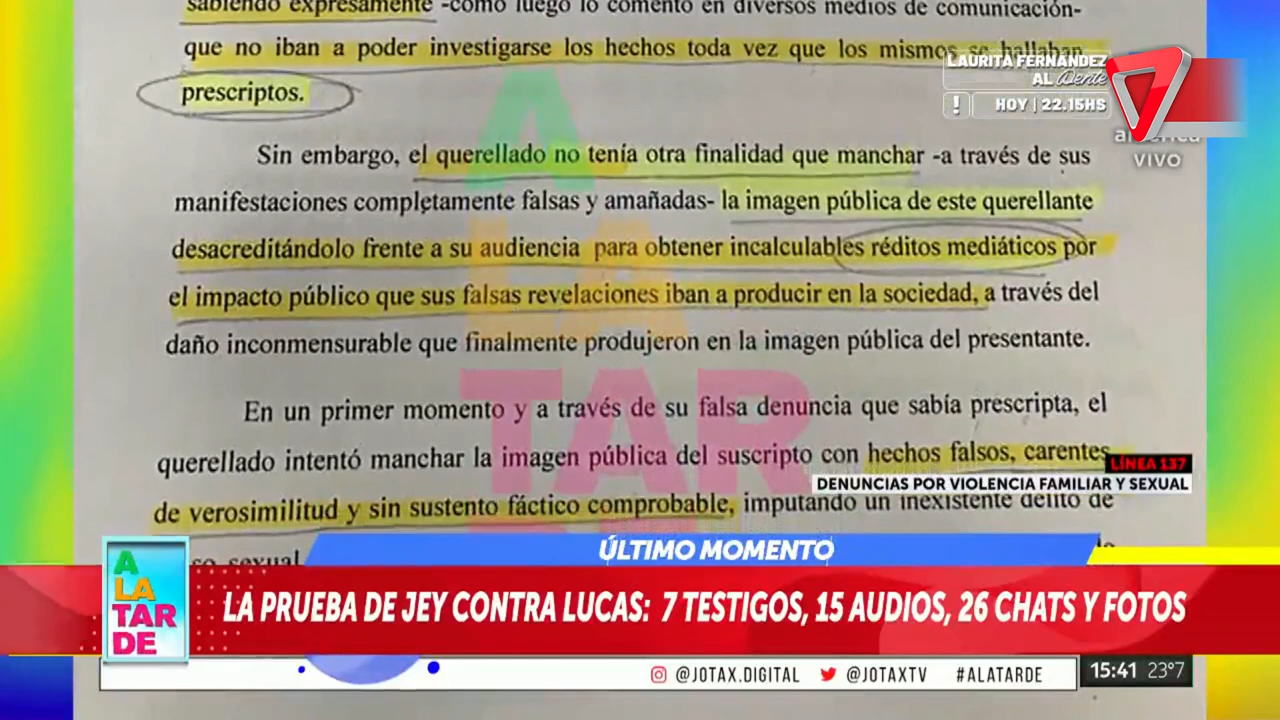 sabiendo expresamente -como luego lo comentó en diversos medios de comunicación-
que no iban a poder investigarse los hechos toda vez que los mismos se hallaban
prescriptos.
LAURITA FERNÁNDEZ
AL Dente
! HOY | 22.15HS
américa
VIVO
Sin embargo, el querellado no tenía otra finalidad que manchar -a través de sus
manifestaciones completamente falsas y amañadas- la imagen pública de este querellante
desacreditándolo frente a su audiencia para obtener incalculables réditos mediáticos por
el impacto público que sus falsas revelaciones iban a producir en la sociedad, a través del
daño inconmensurable que finalmente produjeron en la imagen pública del presentante.
En un primer momento y a través de su falsa denuncia que sabía prescripta, el
querellado intentó manchar la imagen pública del suscripto con hechos falsos, carentes
de verosimilitud y sin sustento fáctico comprobable, imputando un inexistente delito de
sexual
A
LA
TAR
LÍNEA 137
DENUNCIAS POR VIOLENCIA FAMILIAR Y SEXUAL
ÚLTIMO MOMENTO
A
LA
TAR
DE
LA PRUEBA DE JEY CONTRA LUCAS: 7 TESTIGOS, 15 AUDIOS, 26 CHATS Y FOTOS
@JOTAX.DIGITAL @JOTAXTV #ALATARDE
15:41 23°7